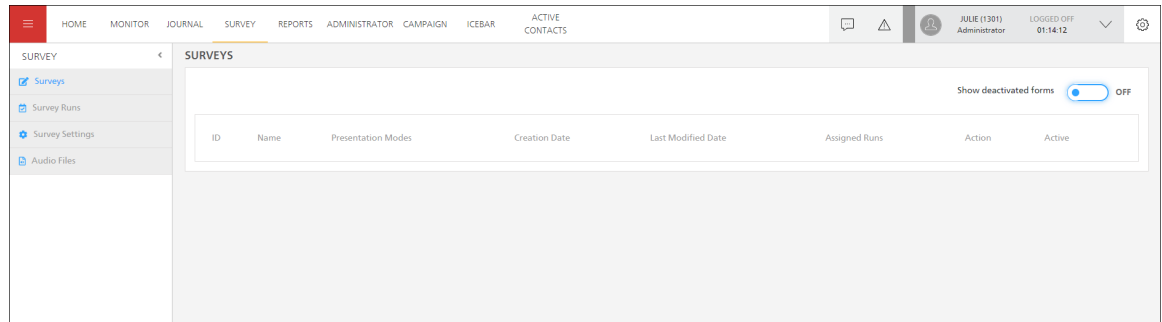 HOME MONITOR JOURNAL SURVEY REPORTS ADMINISTRATOR CAMPAIGN ICEBAR ACTIVE CONTACTS
JULIE (1301) LOGGED OFF
Administrator 01:14:12
SURVEY
Surveys
Survey Runs
Survey Settings
Audio Files
SURVEYS
Show deactivated forms OFF
ID Name Presentation Modes Creation Date Last Modified Date Assigned Runs Action Active